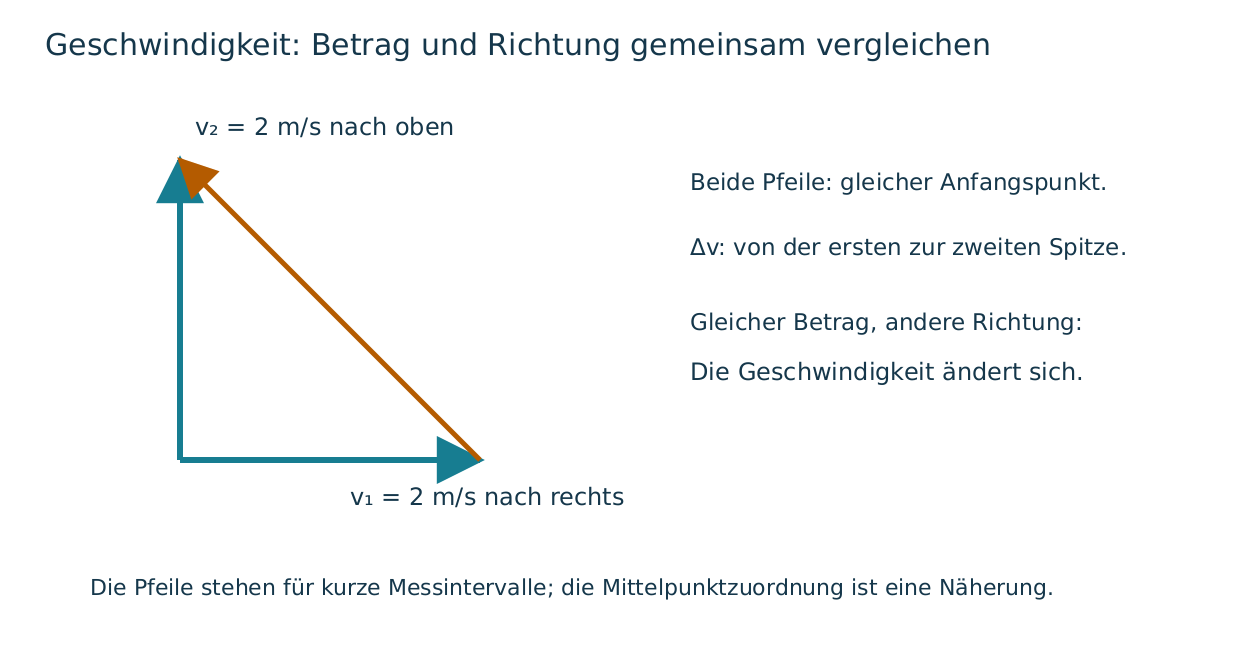 Geschwindigkeit: Betrag und Richtung gemeinsam vergleichen
v₂ = 2 m/s nach oben
Beide Pfeile: gleicher Anfangspunkt.
Δv: von der ersten zur zweiten Spitze.
Gleicher Betrag, andere Richtung:
Die Geschwindigkeit ändert sich.
v₁ = 2 m/s nach rechts
Die Pfeile stehen für kurze Messintervalle; die Mittelpunktzuordnung ist eine Näherung.